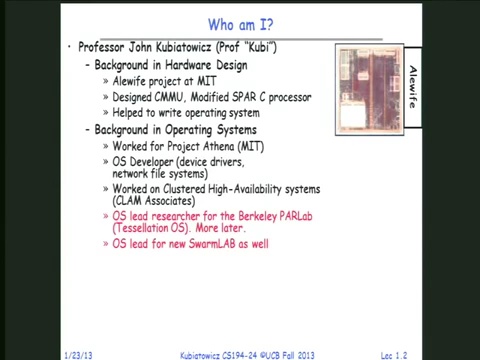 Who am I?
• Professor John Kubiatowicz (Prof "Kubi")
– Background in Hardware Design
» Alewife project at MIT
» Designed CMMU, Modified SPAR C processor
» Helped to write operating system
– Background in Operating Systems
» Worked for Project Athena (MIT)
» OS Developer (device drivers,
network file systems)
» Worked on Clustered High-Availability systems
(CLAM Associates)
» OS lead researcher for the Berkeley PARLab
(Tessellation OS). More later.
» OS lead for new SwarmLAB as well
Alewife
1/23/13
Kubiatowicz CS194-24 ©UCB Fall 2013
Lec 1.2